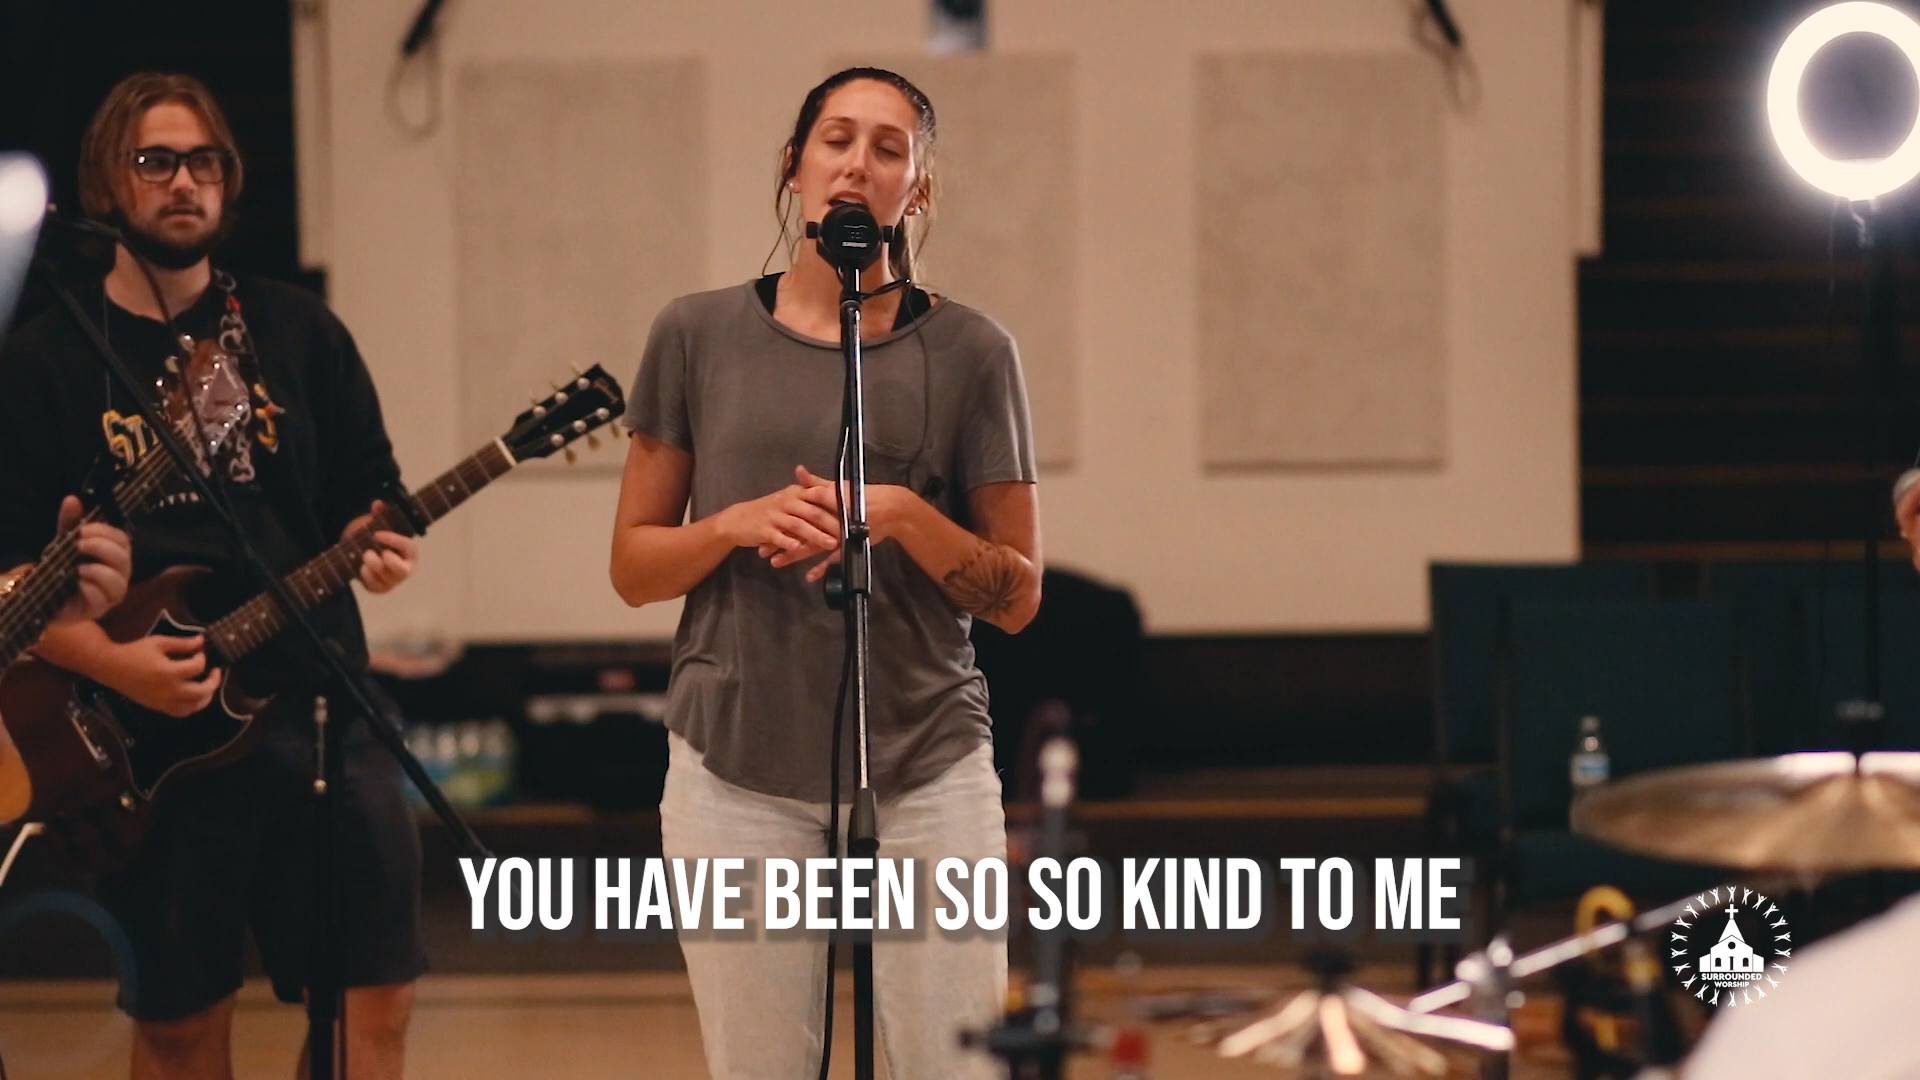 YOU HAVE BEEN SO SO KIND TO ME
SURROUNDED
WORSHIP